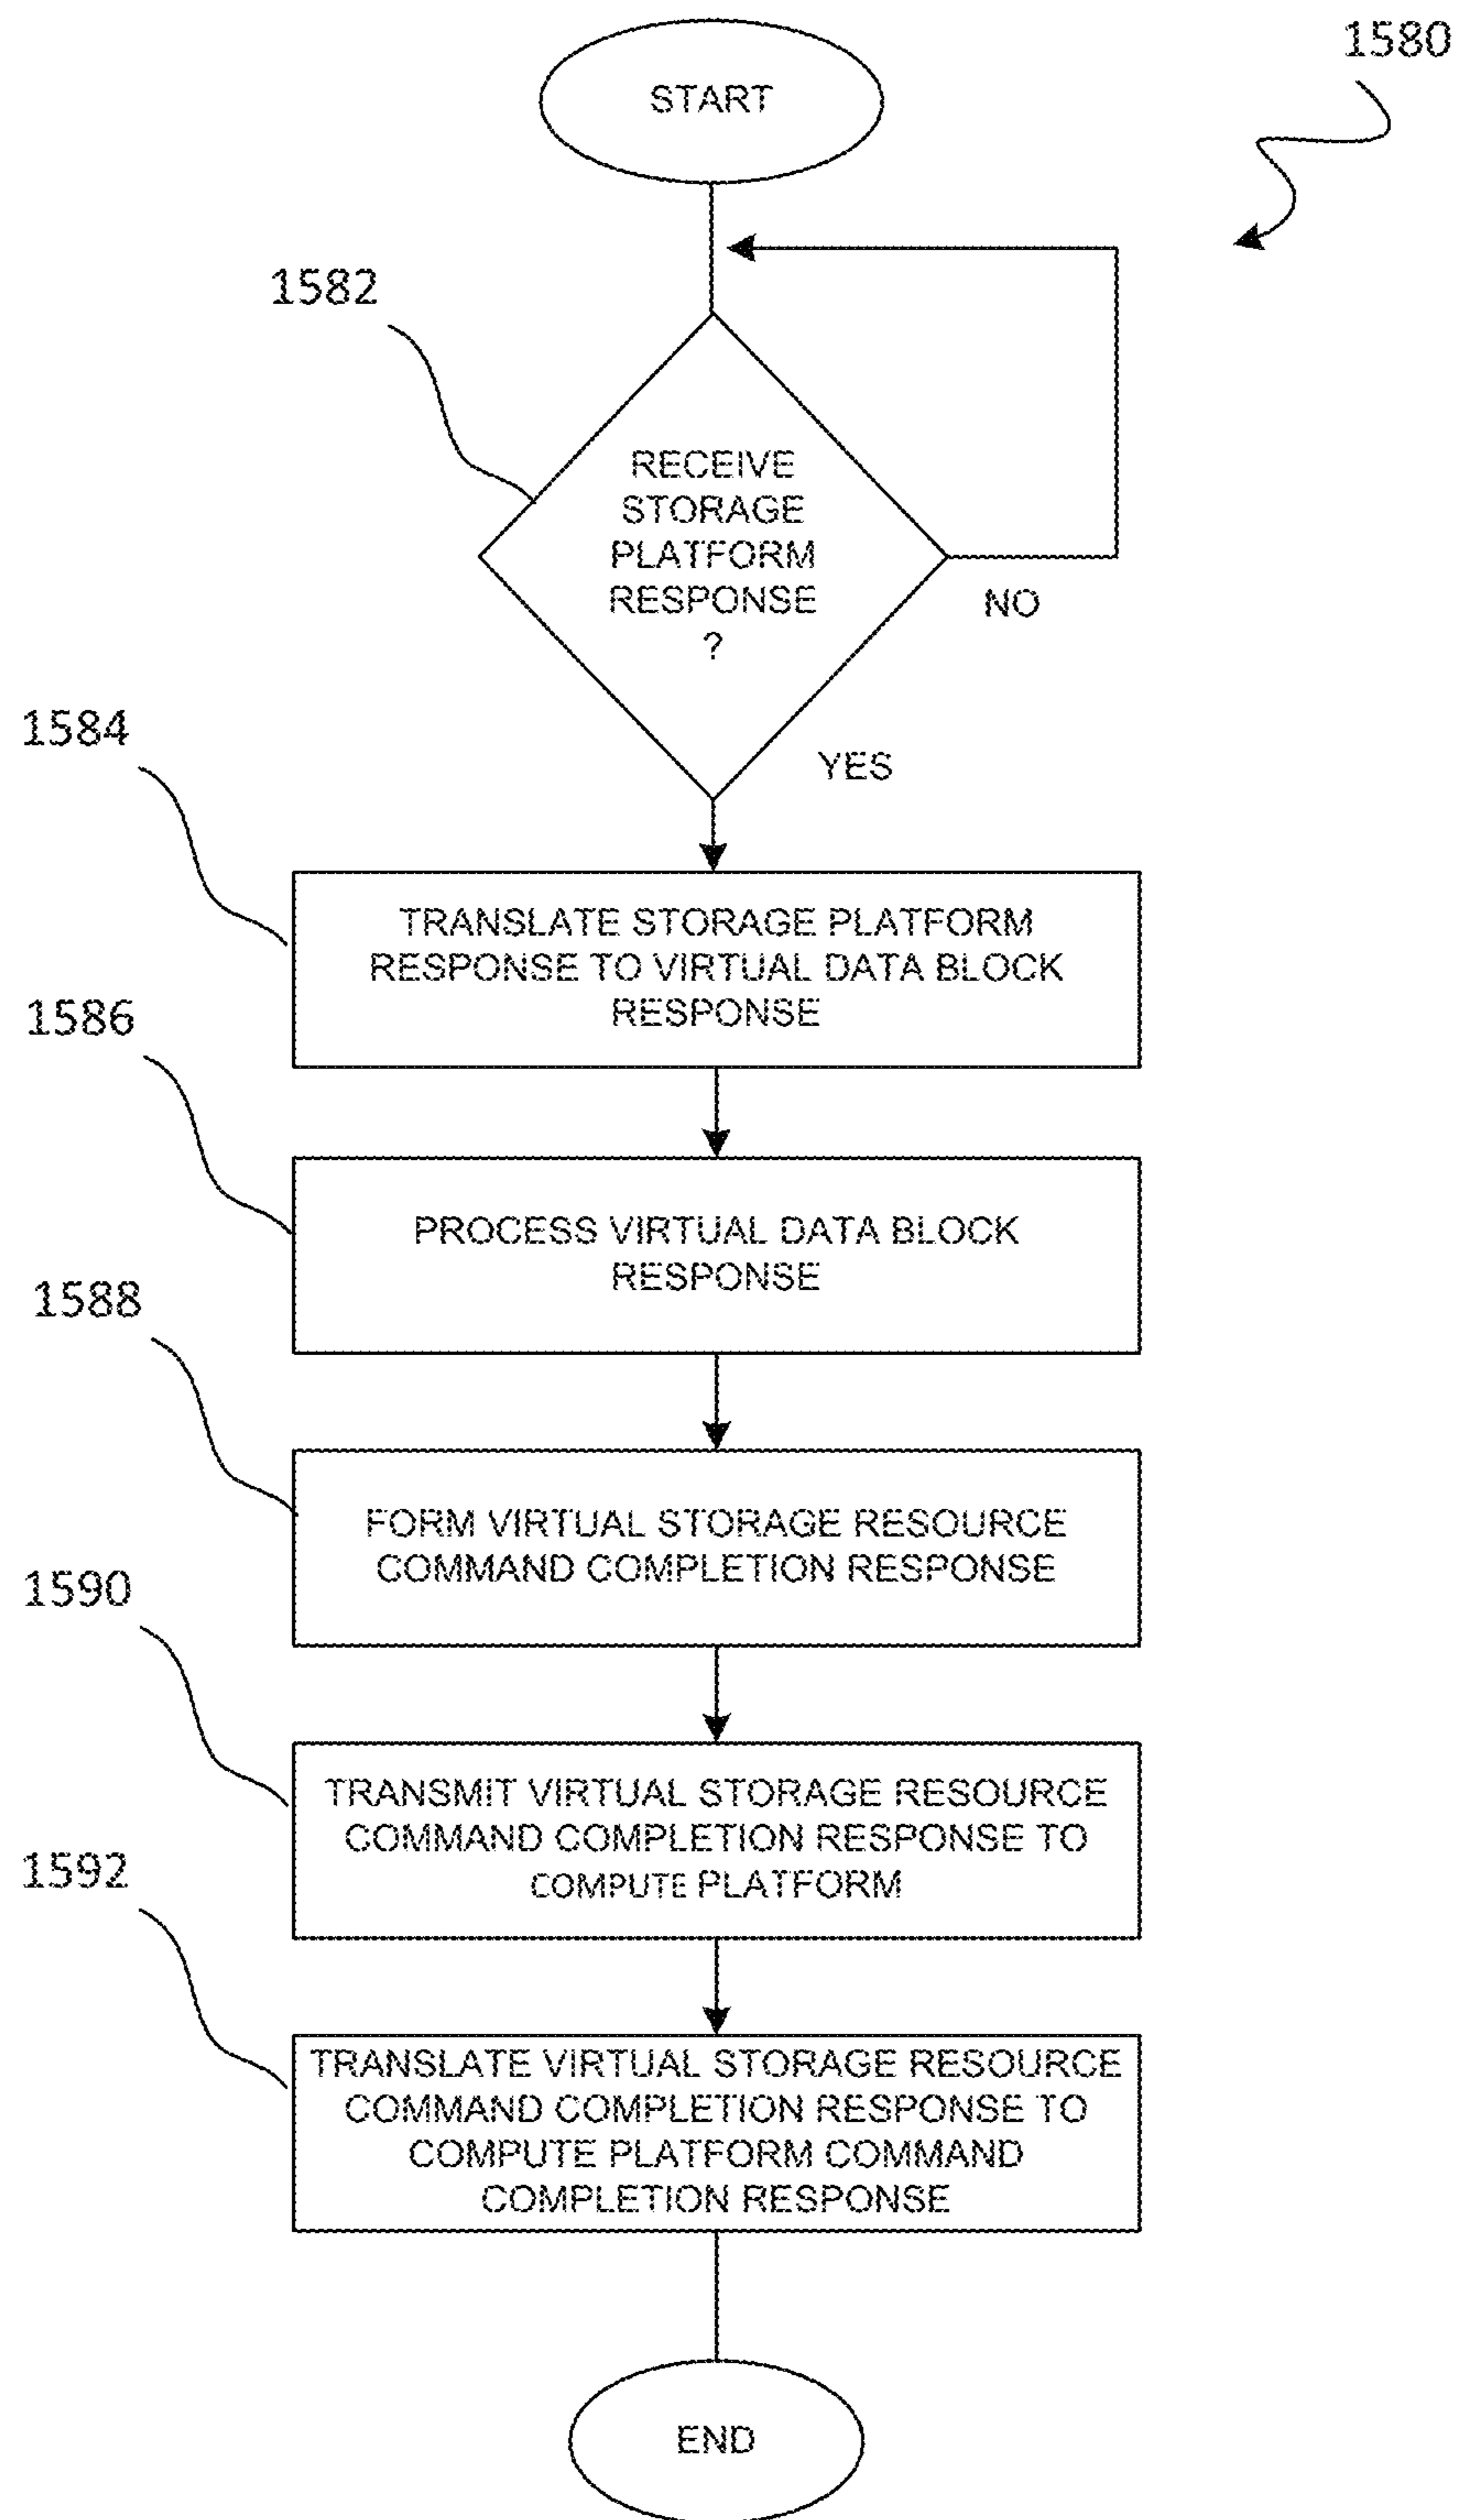 1580
START
1582
RECEIVE
STORAGE
PLATFORM
RESPONSE
?
NO
YES
1584
TRANSLATE STORAGE PLATFORM
RESPONSE TO VIRTUAL DATA BLOCK
RESPONSE
1586
PROCESS VIRTUAL DATA BLOCK
RESPONSE
1588
FORM VIRTUAL STORAGE RESOURCE
COMMAND COMPLETION RESPONSE
1590
TRANSMIT VIRTUAL STORAGE RESOURCE
COMMAND COMPLETION RESPONSE TO
COMPUTE PLATFORM
1592
TRANSLATE VIRTUAL STORAGE RESOURCE
COMMAND COMPLETION RESPONSE TO
COMPUTE PLATFORM COMMAND
COMPLETION RESPONSE
END